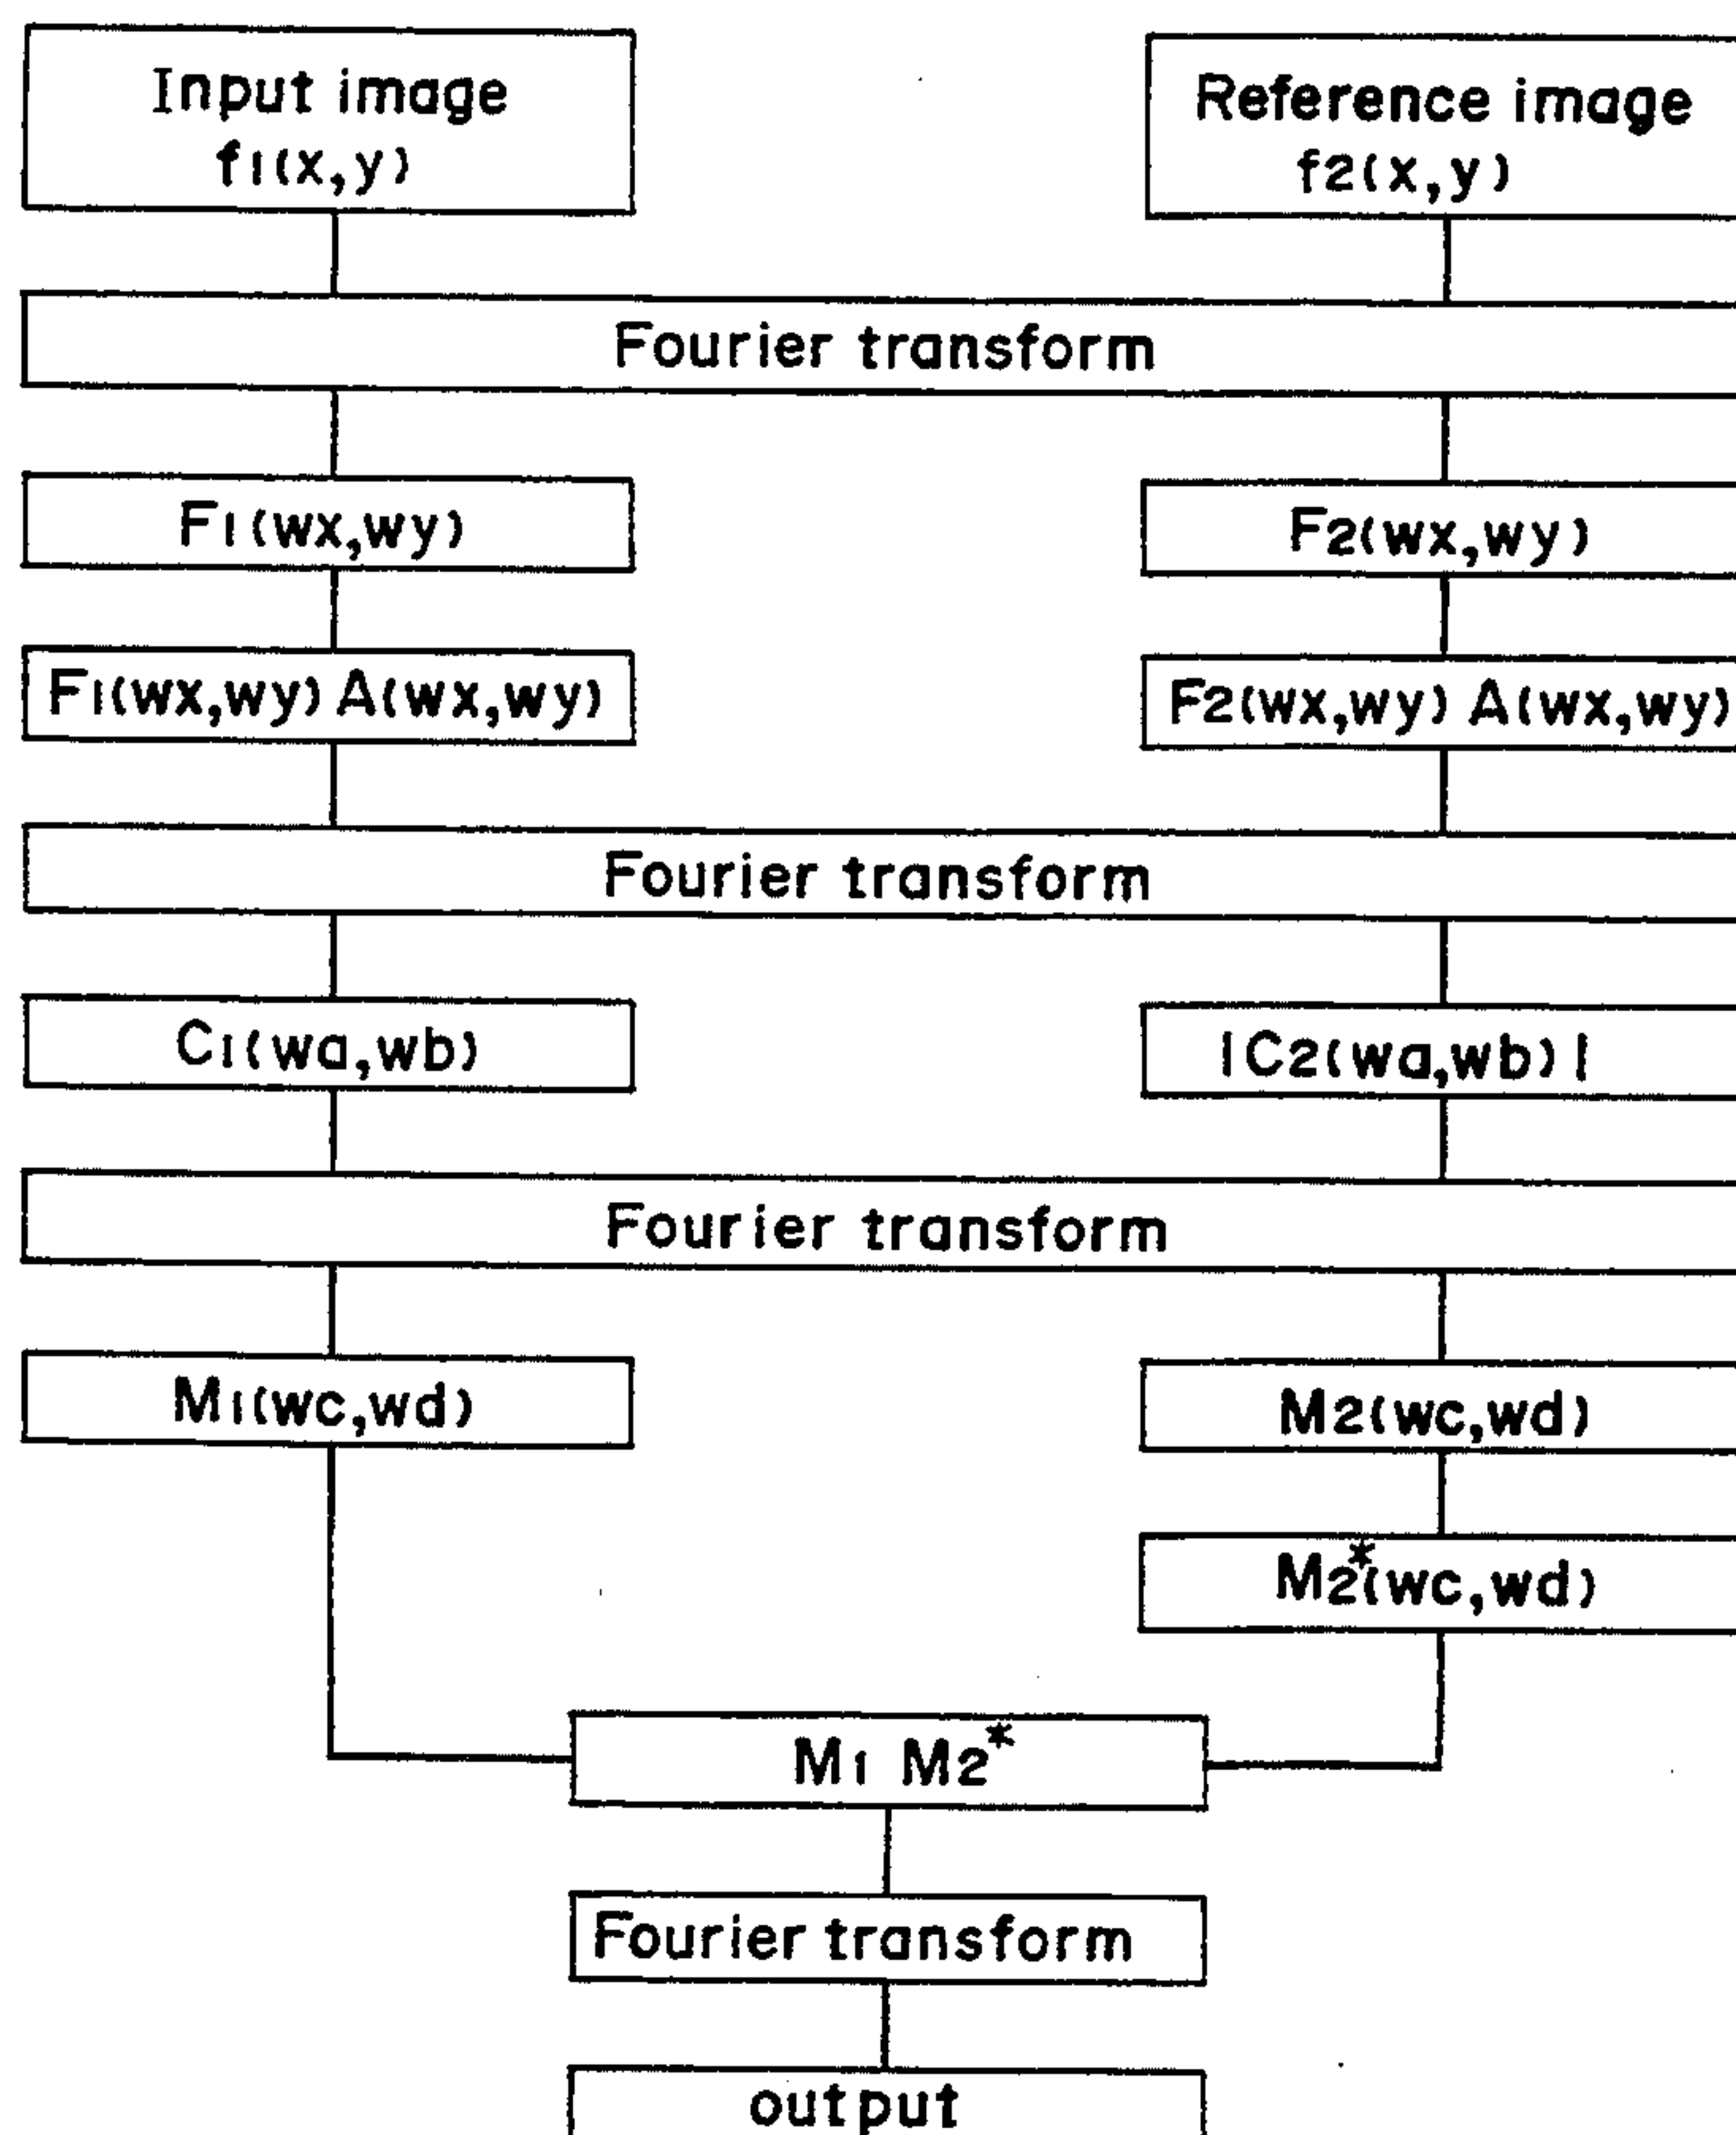 Input image
f1(x,y)
Reference image
f2(x,y)
Fourier transform
F1(wx,wy)
F2(wx,wy)
F1(wx,wy) A(wx,wy)
F2(wx,wy) A(wx,wy)
Fourier transform
C1(wa,wb)
|C2(wa,wb)|
Fourier transform
M1(wc,wd)
M2(wc,wd)
M2*(wc,wd)
M1 M2*
Fourier transform
output